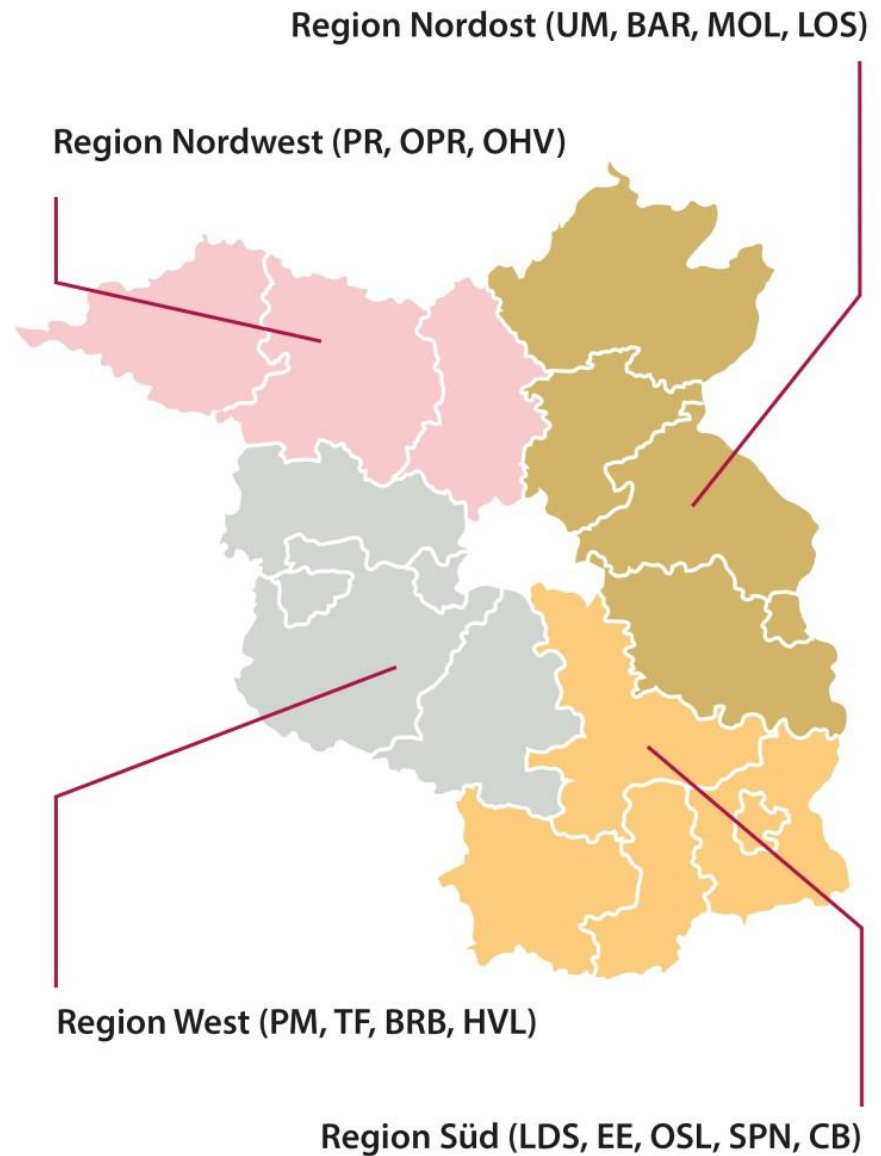 Region Nordost (UM, BAR, MOL, LOS)
Region Nordwest (PR, OPR, OHV)
Region West (PM, TF, BRB, HVL)
Region Süd (LDS, EE, OSL, SPN, CB)